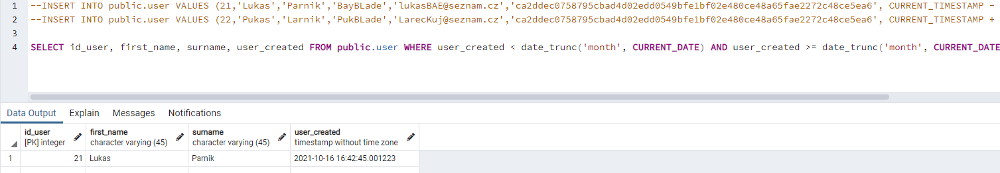 1 --INSERT INTO public.user VALUES (21,'Lukas','Parnik','BayBLade','lukasBAE@seznam.cz','ca2ddec0758795cbad4d02edd0549bfe1bf02e480ce48a65fae2272c48ce5ea6', CURRENT_TIMESTAMP -
2 --INSERT INTO public.user VALUES (22,'Pukas','Larnik','PukBLade','LarecKuj@seznam.cz','ca2ddec0758795cbad4d02edd0549bfe1bf02e480ce48a65fae2272c48ce5ea6', CURRENT_TIMESTAMP +
3
4 SELECT id_user, first_name, surname, user_created FROM public.user WHERE user_created < date_trunc('month', CURRENT_DATE) AND user_created >= date_trunc('month', CURRENT_DATE
Data Output Explain Messages Notifications
id_user first_name surname user_created
[PK] integer character varying (45) character varying (45) timestamp without time zone
1 21 Lukas Parnik 2021-10-16 16:42:45.001223